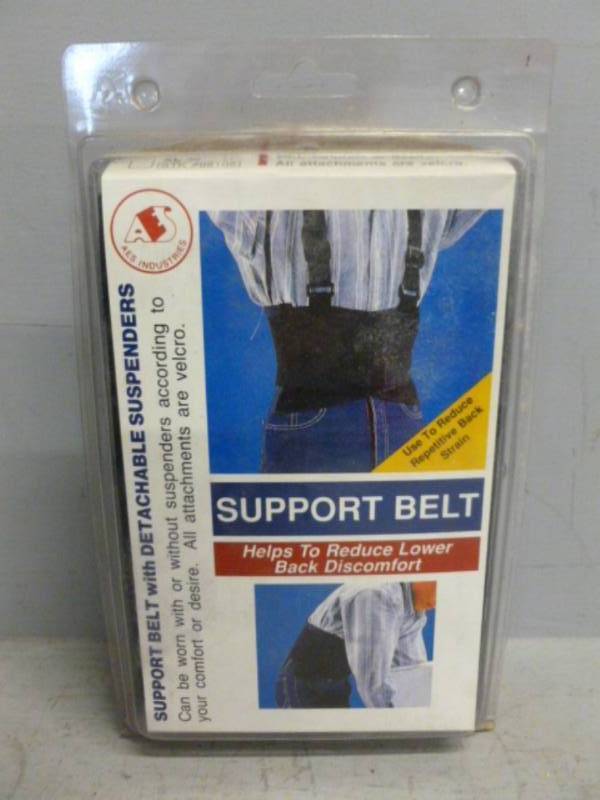 All attachments are velcro.
AES INDUSTRIES
SUPPORT BELT with DETACHABLE SUSPENDERS
Can be worn with or without suspenders according to
your comfort or desire. All attachments are velcro.
Use To Reduce
Repetitive Back
Strain
SUPPORT BELT
Helps To Reduce Lower
Back Discomfort